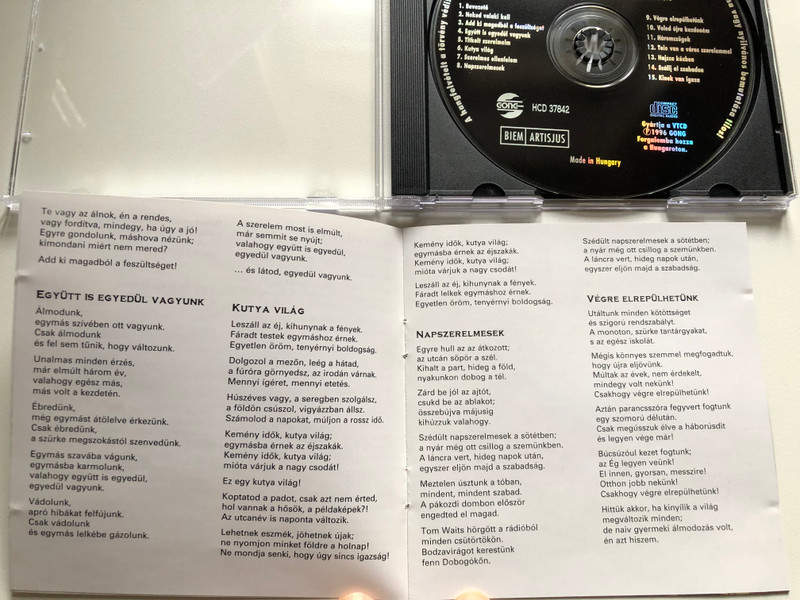 A hangfelvételt a törvény védi
vagy nyilvános bemutatása tilos!
1. Bevezető
2. Neked valaki kell
3. Add ki magadból a feszültséget
4. Együtt is egyedül vagyunk
5. Titkolt szerelmeim
6. Kutya világ
7. Szerelmes ellenfelem
8. Napszerelmesek
9. Végre elrepülhetünk
10. Veled újra kezdeném
11. Háromszögek
12. Tele van a város szerelemmel
13. Hajsza közben
14. Szállj el szabadon
15. Kinek van igaza
GONG
HCD 37842
BIEM ARTISJUS
COMPACT
disc
DIGITAL AUDIO
Gyártja a VTCD
Ⓟ1996 GONG
Forgalomba hozza
a Hungaroton.
Made in Hungary
Te vagy az álnok, én a rendes,
vagy fordítva, mindegy, ha úgy a jó!
Egyre gondolunk, máshova nézünk;
kimondani miért nem mered?
Add ki magadból a feszültséget!
EGYÜTT IS EGYEDÜL VAGYUNK
Álmodunk,
egymás szívében ott vagyunk.
Csak álmodunk
és fel sem tűnik, hogy változunk.
Unalmas minden érzés,
már elmúlt három év,
valahogy egész más,
más volt a kezdetén.
Ébredünk,
még egymást átölelve érkezünk.
Csak ébredünk,
a szürke megszokástól szenvedünk.
Egymás szavába vágunk,
egymásba karmolunk,
valahogy együtt is egyedül,
egyedül vagyunk.
Vádolunk,
apró hibákat felfújunk.
Csak vádolunk
és egymás lelkébe gázolunk.
A szerelem most is elmúlt,
már semmit se nyújt;
valahogy együtt is egyedül,
egyedül vagyunk.
... és látod, egyedül vagyunk.
KUTYA VILÁG
Leszáll az éj, kihunynak a fények.
Fáradt testek egymáshoz érnek.
Egyetlen öröm, tenyérnyi boldogság.
Dolgozol a mezőn, leég a hátad,
a fúróra görnyedsz, az irodán várnak.
Mennyi ígéret, mennyi etetés.
Húszéves vagy, a seregben szolgálsz,
a földön csúszol, vigyázzban állsz.
Számolod a napokat, múljon a rossz idő.
Kemény idők, kutya világ;
egymásba érnek az éjszakák.
Kemény idők, kutya világ;
mióta várjuk a nagy csodát!
Ez egy kutya világ!
Koptatod a padot, csak azt nem érted,
hol vannak a hősök, a példaképek?!
Az utcanév is naponta változik.
Lehetnek eszmék, jöhetnek újak;
ne nyomjon minket földre a holnap!
Ne mondja senki, hogy úgy sincs igazság!
Kemény idők, kutya világ;
egymásba érnek az éjszakák.
Kemény idők, kutya világ;
mióta várjuk a nagy csodát!
Leszáll az éj, kihunynak a fények.
Fáradt lelkek egymáshoz érnek.
Egyetlen öröm, tenyérnyi boldogság.
NAPSZERELMESEK
Egyre hull az az átkozott;
az utcán söpör a szél.
Kihalt a part, hideg a föld,
nyakunkon dobog a tél.
Zárd be jól az ajtót,
csukd be az ablakot;
összebújva májusig
kihúzzuk valahogy.
Szédült napszerelmesek a sötétben;
a nyár még ott csillog a szemünkben.
A láncra vert, hideg napok után,
egyszer eljön majd a szabadság.
Meztelen úsztunk a tóban,
mindent, mindent szabad.
A pákozdi dombon először
engedted el magad.
Tom Waits hörgött a rádióból
minden csütörtökön.
Bodzavirágot kerestünk
fenn Dobogókőn.
Szédült napszerelmesek a sötétben;
a nyár még ott csillog a szemünkben.
A láncra vert, hideg napok után,
egyszer eljön majd a szabadság.
VÉGRE ELREPÜLHETÜNK
Utáltunk minden kötöttséget
és szigorú rendszabályt.
A monoton, szürke tantárgyakat,
s az egész iskolát.
Mégis könnyes szemmel megfogadtuk,
hogy újra eljövünk.
Múltak az évek, nem érdekelt,
mindegy volt nekünk!
Csakhogy végre elrepülhetünk!
Aztán parancsszóra fegyvert fogtunk
egy szomorú délután.
Csak megússzuk élve a háborúsdit
és legyen vége már!
Búcsúzóul kezet fogtunk;
az Ég legyen veünk!
El innen, gyorsan, messzire!
Otthon jobb nekünk!
Csakhogy végre elrepülhetünk!
Hittük akkor, ha kinyílik a világ
megváltozik minden;
de naiv gyermeki álmodozás volt,
én azt hiszem.